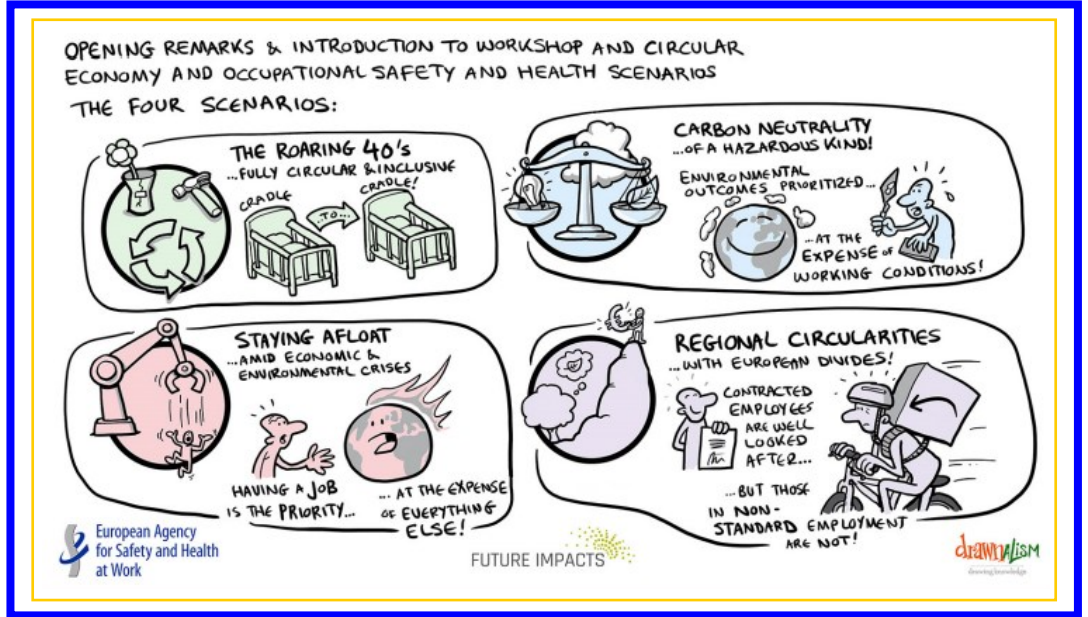 OPENING REMARKS & INTRODUCTION TO WORKSHOP AND CIRCULAR
ECONOMY AND OCCUPATIONAL SAFETY AND HEALTH SCENARIOS
THE FOUR SCENARIOS:
THE ROARING 40's
...FULLY CIRCULAR & INCLUSIVE
CRADLE
...TO...
CRADLE!
CARBON NEUTRALITY
...OF A HAZARDOUS KIND!
ENVIRONMENTAL
OUTCOMES PRIORITIZED...
...AT THE
EXPENSE OF
WORKING CONDITIONS!
STAYING AFLOAT
...AMID ECONOMIC &
ENVIRONMENTAL CRISES
HAVING A JOB
IS THE PRIORITY...
... AT THE EXPENSE
OF EVERYTHING
ELSE!
REGIONAL CIRCULARITIES
...WITH EUROPEAN DIVIDES!
CONTRACTED
EMPLOYEES
ARE WELL
LOOKED
AFTER...
...BUT THOSE
IN NON-
STANDARD EMPLOYMENT
ARE NOT!
European Agency
for Safety and Health
at Work
FUTURE IMPACTS
drawnalism
drawing knowledge